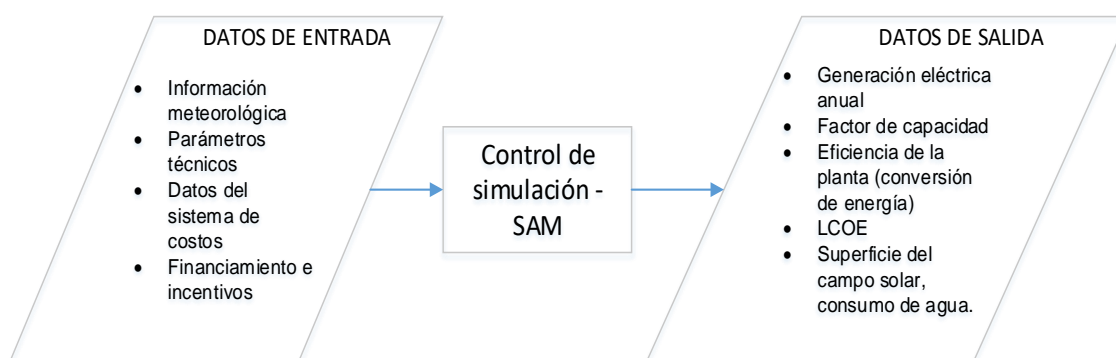 DATOS DE ENTRADA
• Información
meteorológica
• Parámetros
técnicos
• Datos del
sistema de
costos
• Financiamiento e
incentivos
Control de
simulación -
SAM
DATOS DE SALIDA
• Generación eléctrica
anual
• Factor de capacidad
• Eficiencia de la
planta (conversión
de energía)
• LCOE
• Superficie del
campo solar,
consumo de agua.